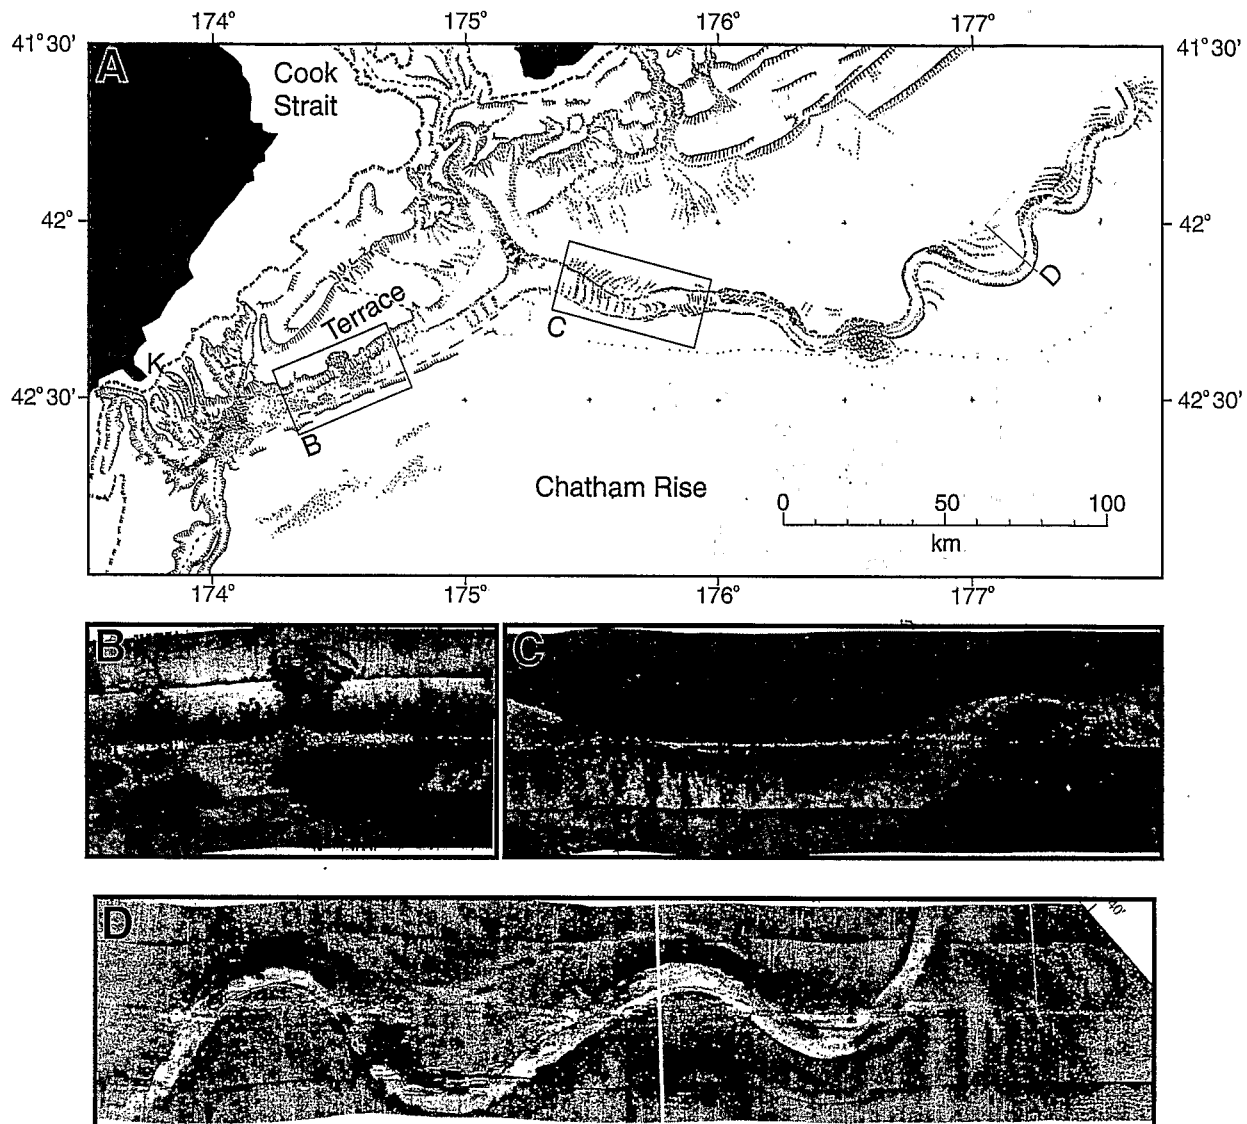 174° 175° 176° 177°
41°30' 41°30'
A
Cook
Strait
42° 42°
Terrace
D
C
K
42°30' 42°30'
B
Chatham Rise
0 50 100
km
174° 175° 176° 177°
B C
D
40'